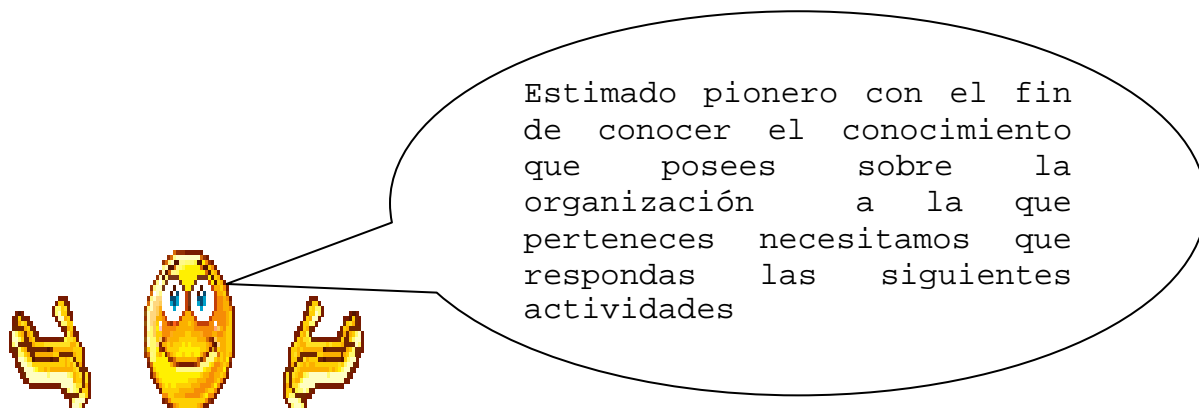 Estimado pionero con el fin
de conocer el conocimiento
que posees sobre la
organización a la que
perteneces necesitamos que
respondas las siguientes
actividades